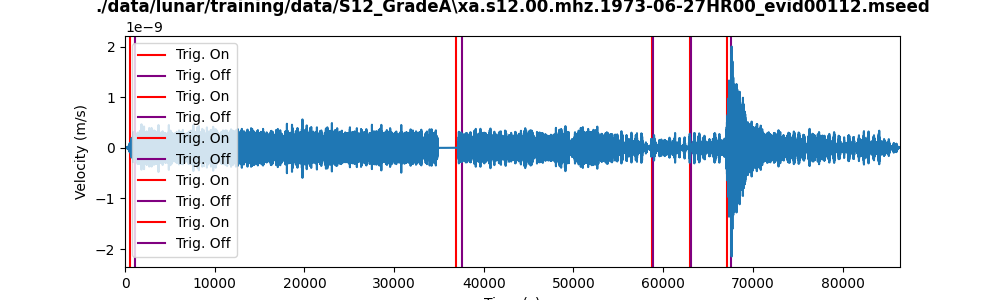 ./data/lunar/training/data/S12_GradeA\xa.s12.00.mhz.1973-06-27HR00_evid00112.mseed
1e−9
Velocity (m/s)
2
1
0
−1
−2
Trig. On
Trig. Off
Trig. On
Trig. Off
Trig. On
Trig. Off
Trig. On
Trig. Off
Trig. On
Trig. Off
0 10000 20000 30000 40000 50000 60000 70000 80000